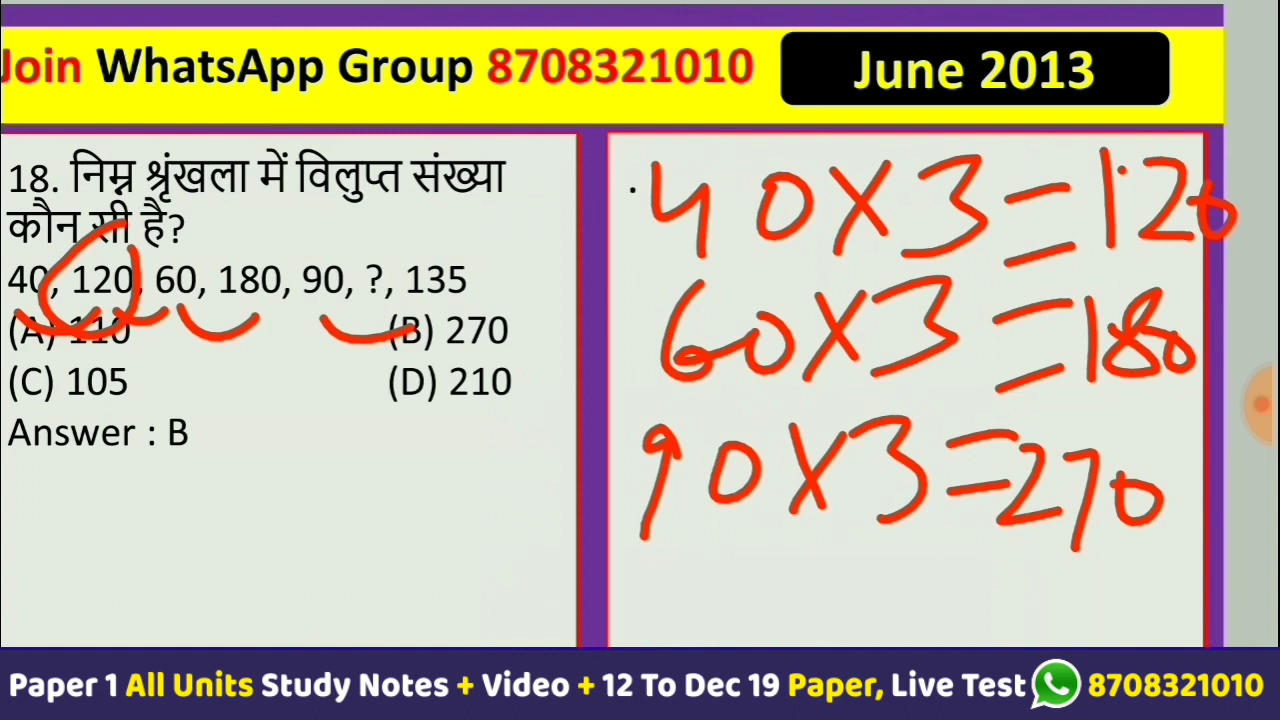 Join WhatsApp Group 8708321010
June 2013
18. निम्न श्रृंखला में विलुप्त संख्या
कौन सी है?
40, 120, 60, 180, 90, ?, 135
(A) 110 (B) 270
(C) 105 (D) 210
Answer : B
40X3=120
60X3=180
90X3=270
Paper 1 All Units Study Notes + Video + 12 To Dec 19 Paper, Live Test 8708321010